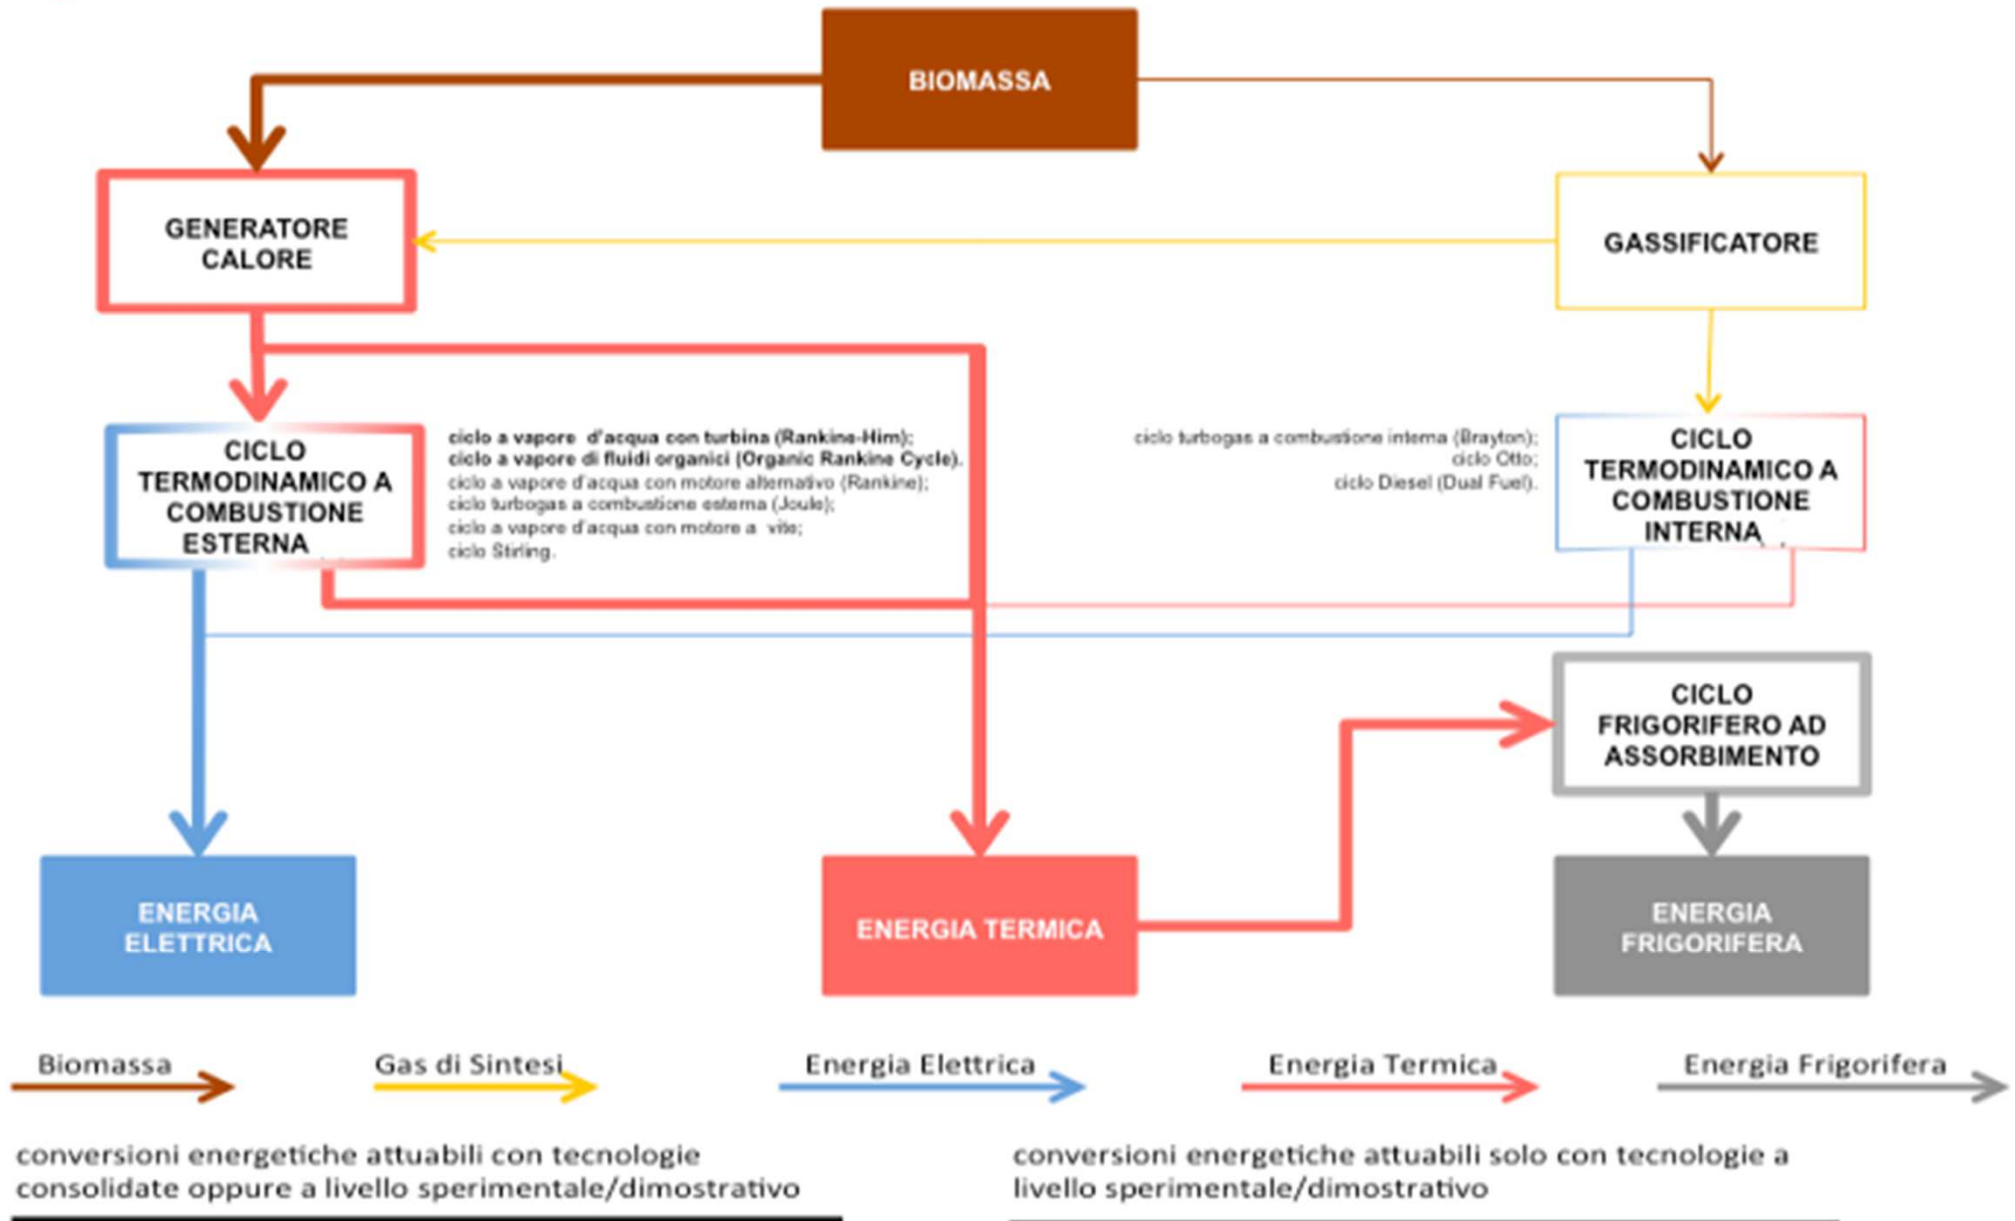 BIOMASSA
GENERATORE
CALORE
GASSIFICATORE
CICLO
TERMODINAMICO A
COMBUSTIONE
ESTERNA
ciclo a vapore d'acqua con turbina (Rankine-Hirn);
ciclo a vapore di fluidi organici (Organic Rankine Cycle).
ciclo a vapore d'acqua con motore alternativo (Rankine);
ciclo turbogas a combustione esterna (Joule);
ciclo a vapore d'acqua con motore a vite;
ciclo Stirling.
ciclo turbogas a combustione interna (Brayton);
ciclo Otto;
ciclo Diesel (Dual Fuel).
CICLO
TERMODINAMICO A
COMBUSTIONE
INTERNA
CICLO
FRIGORIFERO AD
ASSORBIMENTO
ENERGIA
ELETTRICA
ENERGIA TERMICA
ENERGIA
FRIGORIFERA
Biomassa
Gas di Sintesi
Energia Elettrica
Energia Termica
Energia Frigorifera
conversioni energetiche attuabili con tecnologie
consolidate oppure a livello sperimentale/dimostrativo
conversioni energetiche attuabili solo con tecnologie a
livello sperimentale/dimostrativo